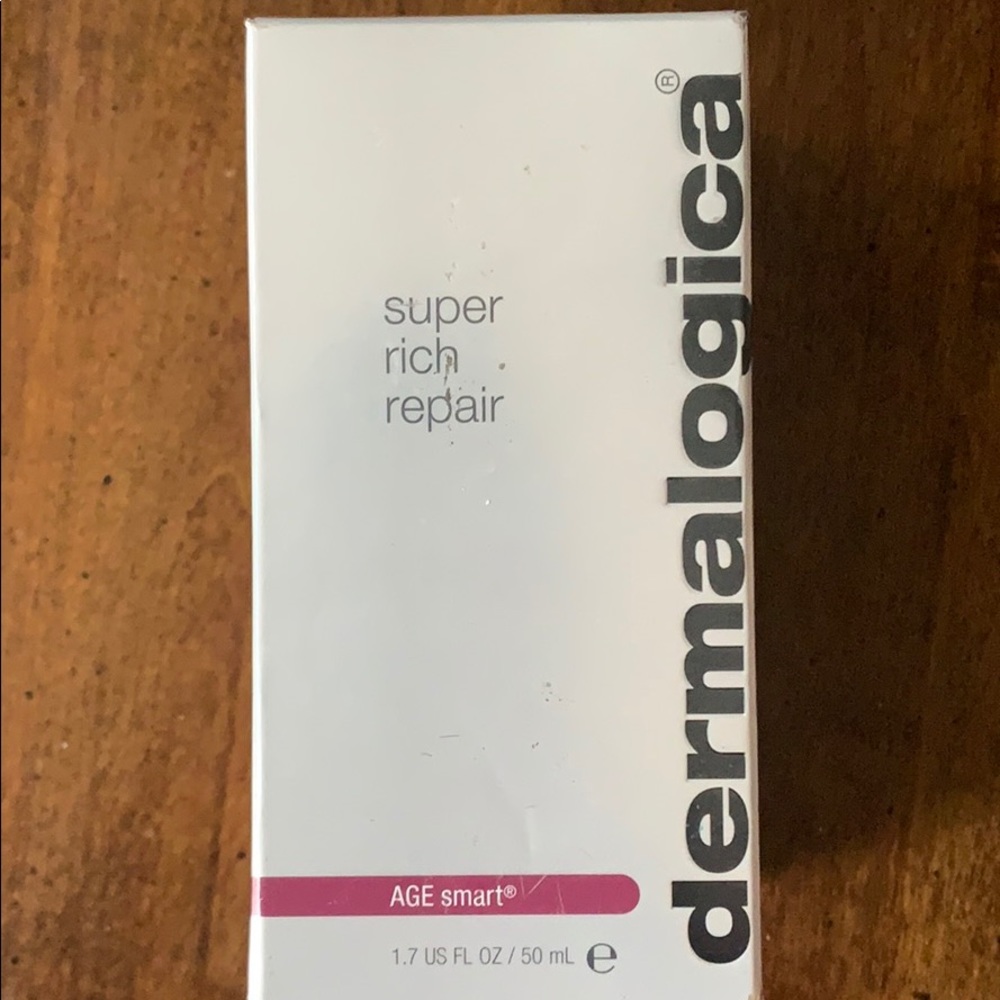 super
rich
repair
dermalogica®
AGE smart®
1.7 US FL OZ / 50 mL ℮